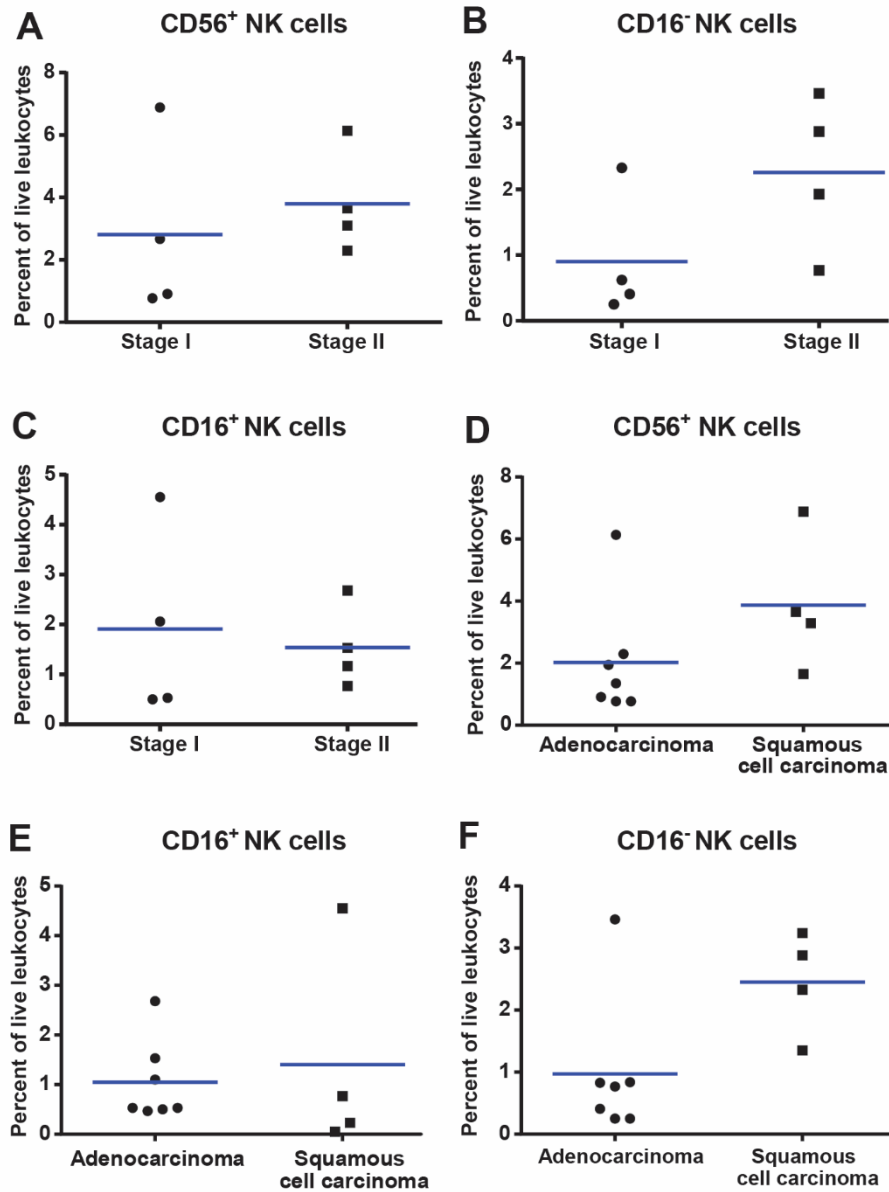 A
CD56⁺ NK cells
Percent of live leukocytes
8
6
4
2
0
Stage I
Stage II
B
CD16⁻ NK cells
Percent of live leukocytes
4
3
2
1
0
Stage I
Stage II
C
CD16⁺ NK cells
Percent of live leukocytes
5
4
3
2
1
0
Stage I
Stage II
D
CD56⁺ NK cells
Percent of live leukocytes
8
6
4
2
0
Adenocarcinoma
Squamous
cell carcinoma
E
CD16⁺ NK cells
Percent of live leukocytes
5
4
3
2
1
0
Adenocarcinoma
Squamous
cell carcinoma
F
CD16⁻ NK cells
Percent of live leukocytes
4
3
2
1
0
Adenocarcinoma
Squamous
cell carcinoma